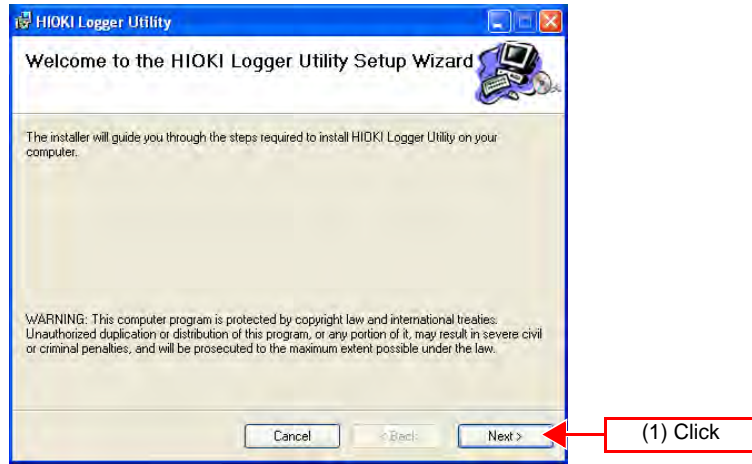 HIOKI Logger Utility
Welcome to the HIOKI Logger Utility Setup Wizard
The installer will guide you through the steps required to install HIOKI Logger Utility on your
computer.
WARNING: This computer program is protected by copyright law and international treaties.
Unauthorized duplication or distribution of this program, or any portion of it, may result in severe civil
or criminal penalties, and will be prosecuted to the maximum extent possible under the law.
Cancel < Back Next > (1) Click